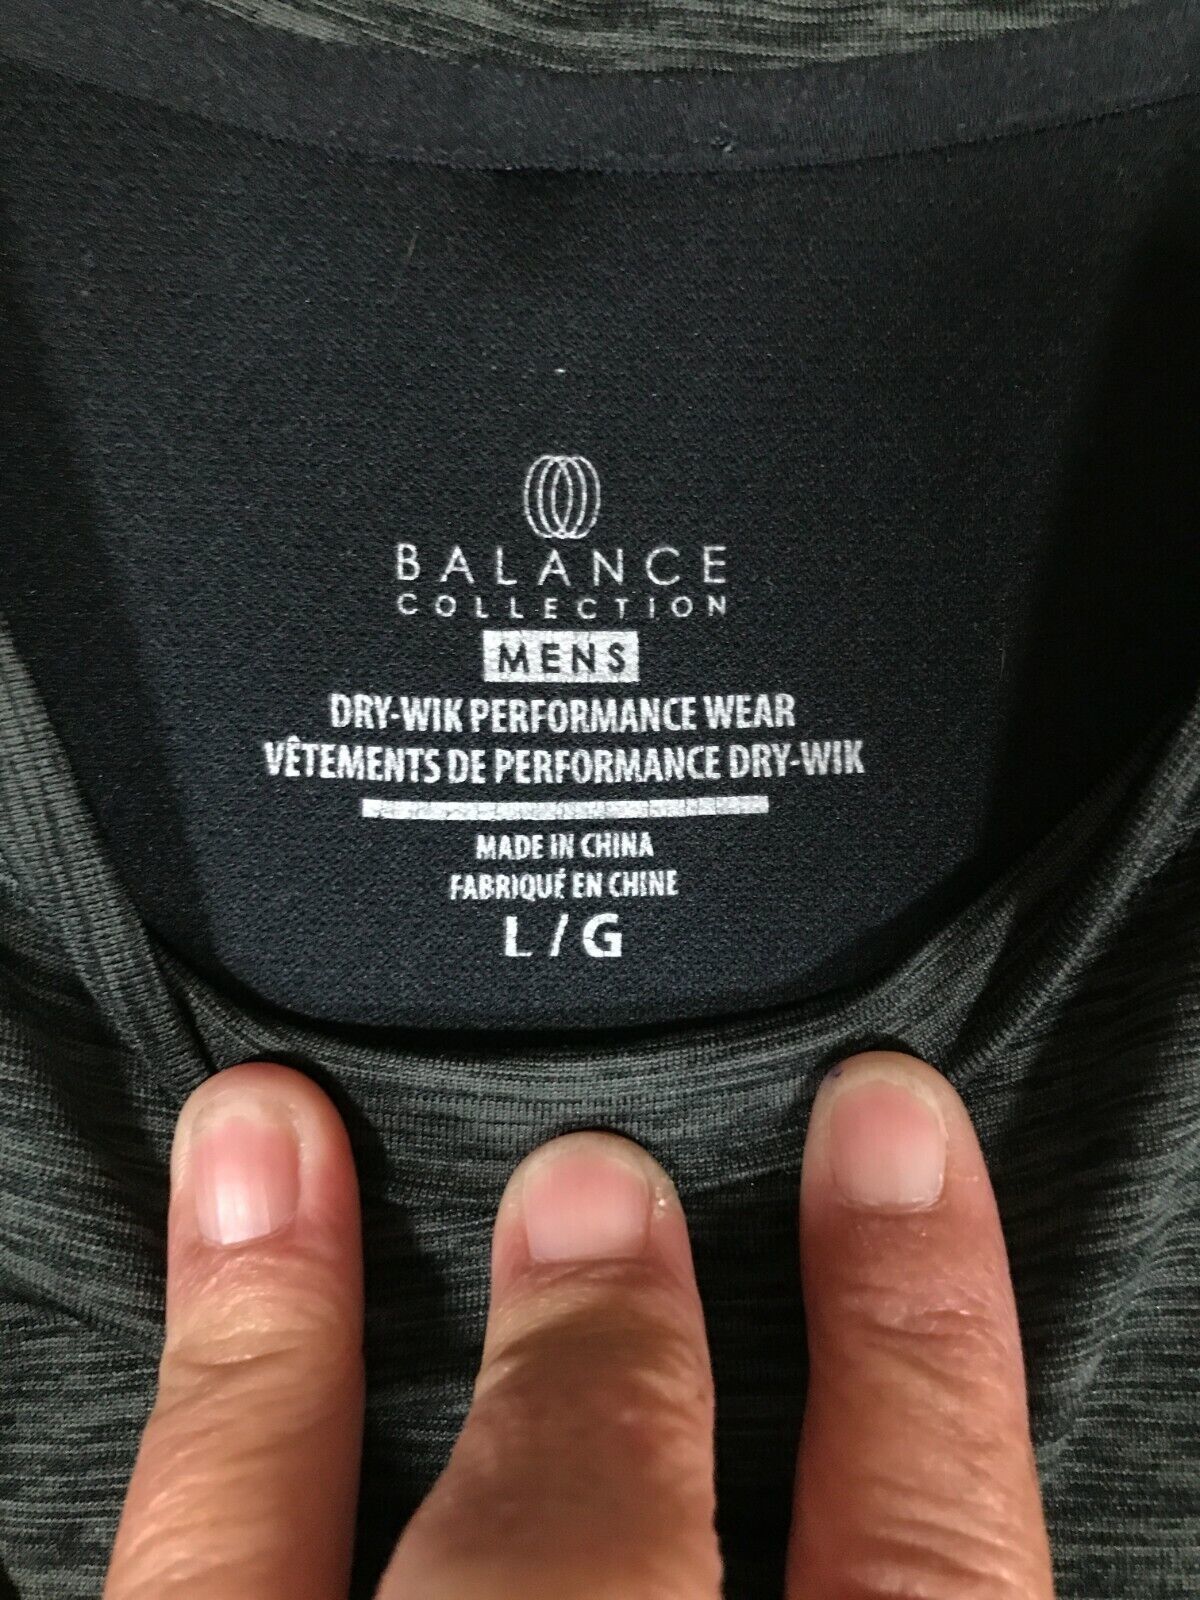 BALANCE
COLLECTION
MENS
DRY-WIK PERFORMANCE WEAR
VÊTEMENTS DE PERFORMANCE DRY-WIK
MADE IN CHINA
FABRIQUÉ EN CHINE
L / G